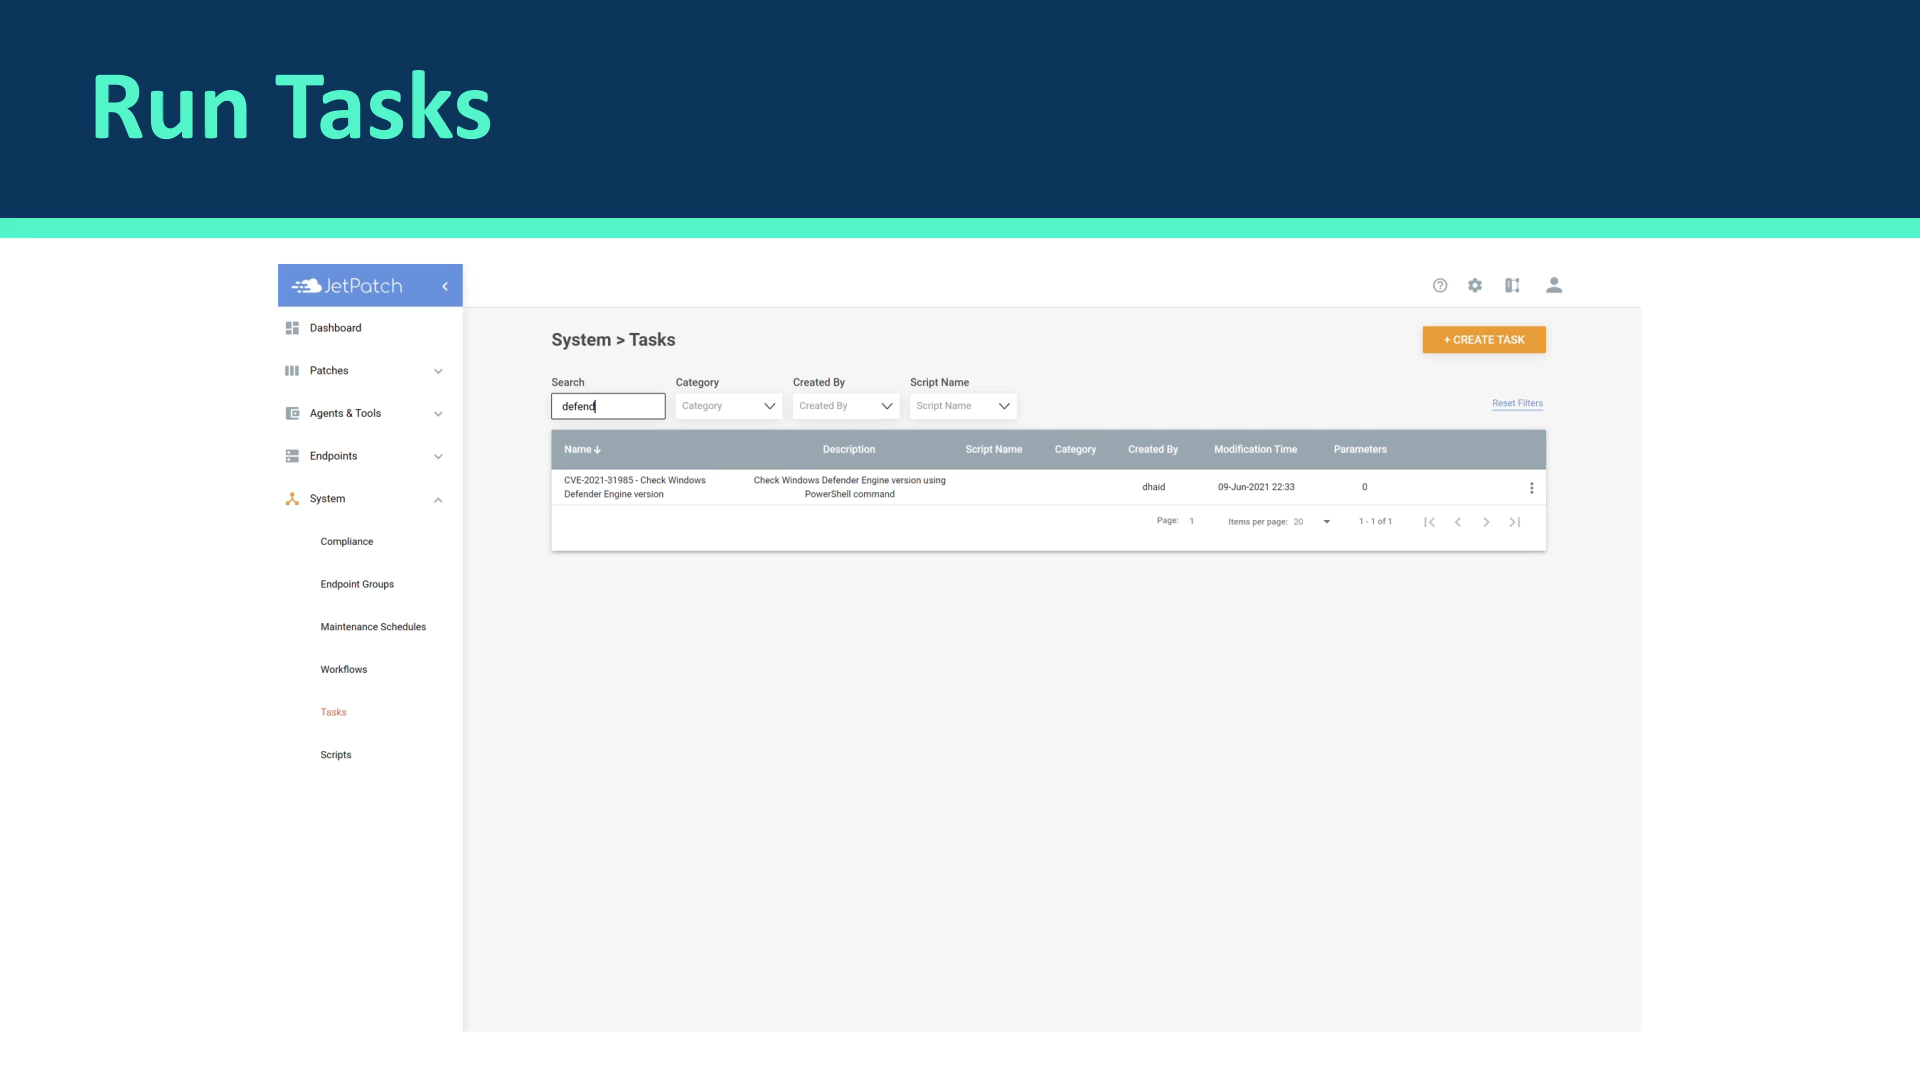 Run Tasks
JetPatch
Dashboard
Patches
Agents & Tools
Endpoints
System
Compliance
Endpoint Groups
Maintenance Schedules
Workflows
Tasks
Scripts
System > Tasks
+ CREATE TASK
Search Category Created By Script Name
defend Category Created By Script Name Reset Filters
Name Description Script Name Category Created By Modification Time Parameters
CVE-2021-31985 - Check Windows Check Windows Defender Engine version using
Defender Engine version PowerShell command dhaid 09-Jun-2021 22:33 0
Page: 1 Items per page: 20 1 - 1 of 1